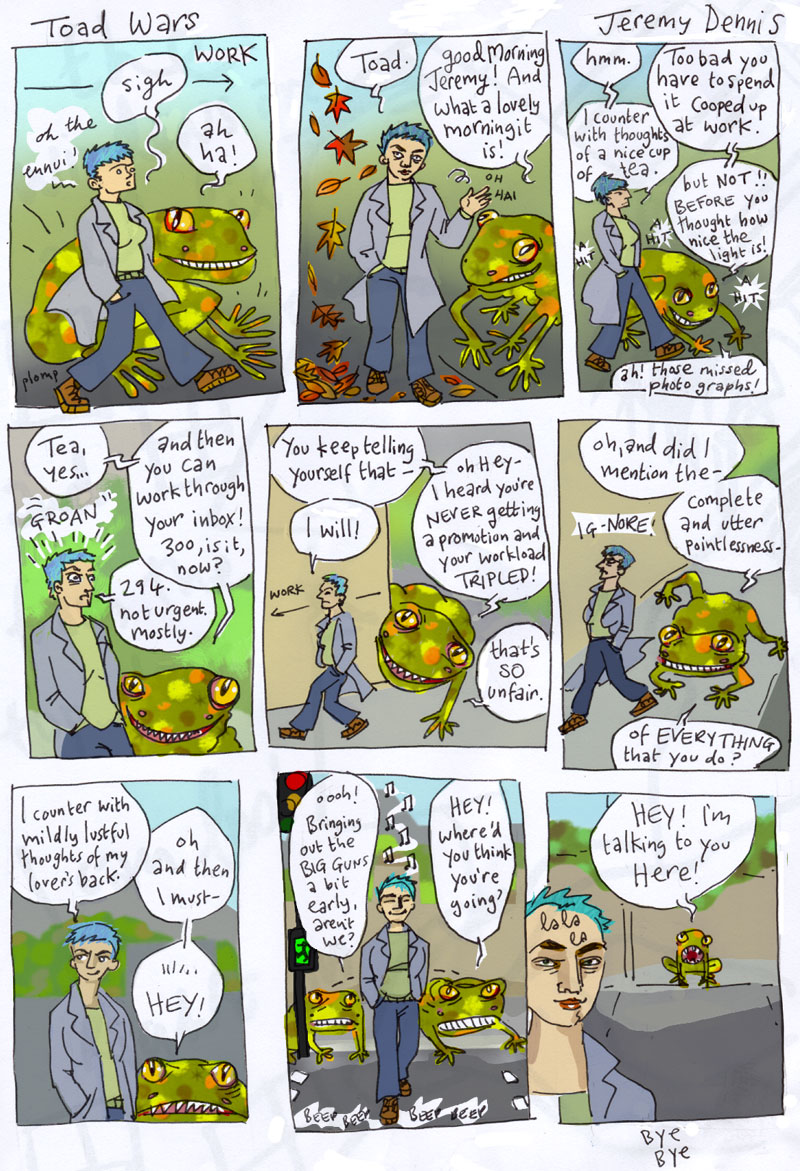 Toad Wars
Jeremy Dennis
WORK
sigh
oh the
ennui!
ah
ha!
plomp
Toad.
good Morning
Jeremy! And
what a lovely
morning it
is!
OH
HAI
hmm.
Too bad you
have to spend
it cooped up
at work.
I counter
with thoughts
of a nice cup
of tea.
but NOT!!
BEFORE you
thought how
nice the
light is!
A
HIT
A
HIT
A
HIT
ah! those missed
photographs!
Tea,
yes...
and then
you can
work through
your inbox!
300, is it,
now?
"GROAN"
294.
not urgent.
mostly.
You keep telling
yourself that—
oh Hey-
I heard you're
NEVER getting
a promotion and
your workload
TRIPLED!
I will!
WORK
that's
SO
unfair.
oh, and did I
mention the-
complete
and utter
pointlessness-
IG-NORE
of EVERYTHING
that you do?
I counter with
mildly lustful
thoughts of my
lover's back.
oh
and then
I must-
HEY!
oooh!
Bringing
out the
BIG GUNS
a bit
early,
aren't
we?
HEY!
where'd
you think
you're
going?
BEEP BEEP BEEP BEEP
HEY! I'm
talking to you
Here!
la la
la
Bye
Bye